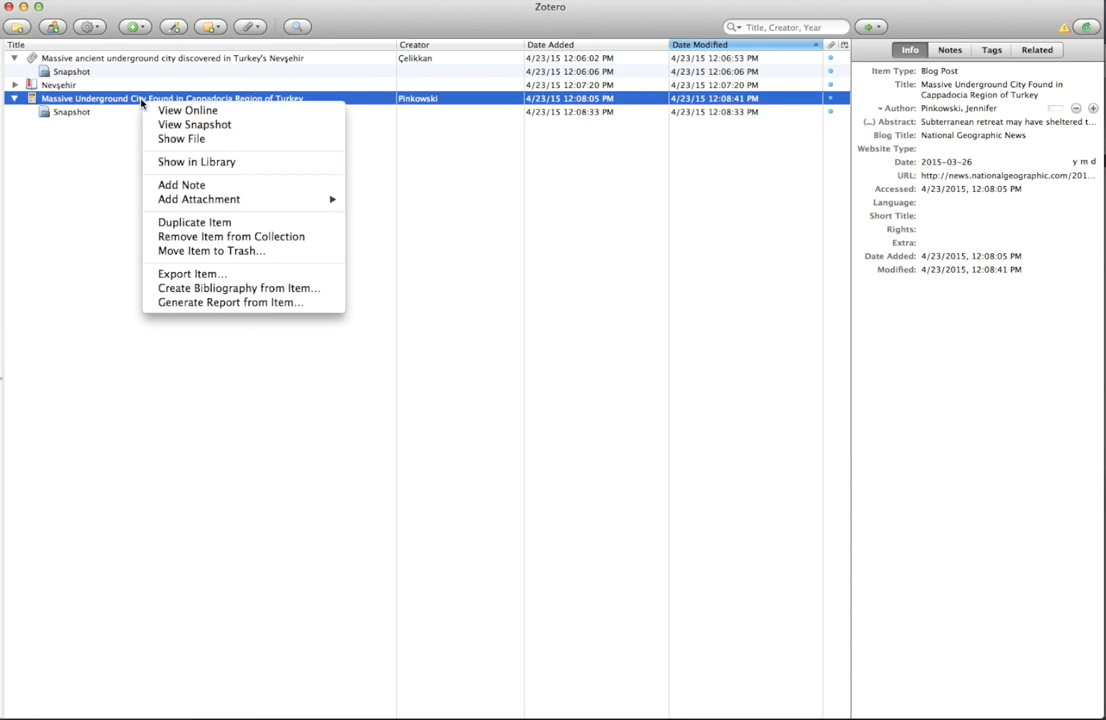 Zotero
Title, Creator, Year
Title Creator Date Added Date Modified
Massive ancient underground city discovered in Turkey's Nevşehir Çelikkan 4/23/15 12:06:02 PM 4/23/15 12:06:53 PM
Snapshot 4/23/15 12:06:06 PM 4/23/15 12:06:06 PM
Nevşehir 4/23/15 12:07:20 PM 4/23/15 12:07:20 PM
Massive Underground City Found in Cappadocia Region of Turkey Pinkowski 4/23/15 12:08:05 PM 4/23/15 12:08:41 PM
Snapshot 4/23/15 12:08:33 PM 4/23/15 12:08:33 PM
View Online
View Snapshot
Show File
Show in Library
Add Note
Add Attachment
Duplicate Item
Remove Item from Collection
Move Item to Trash...
Export Item...
Create Bibliography from Item...
Generate Report from Item...
Info Notes Tags Related
Item Type: Blog Post
Title: Massive Underground City Found in
Cappadocia Region of Turkey
Author: Pinkowski, Jennifer
(...) Abstract: Subterranean retreat may have sheltered t...
Blog Title: National Geographic News
Website Type:
Date: 2015-03-26 y m d
URL: http://news.nationalgeographic.com/201...
Accessed: 4/23/2015, 12:08:05 PM
Language:
Short Title:
Rights:
Extra:
Date Added: 4/23/2015, 12:08:05 PM
Modified: 4/23/2015, 12:08:41 PM